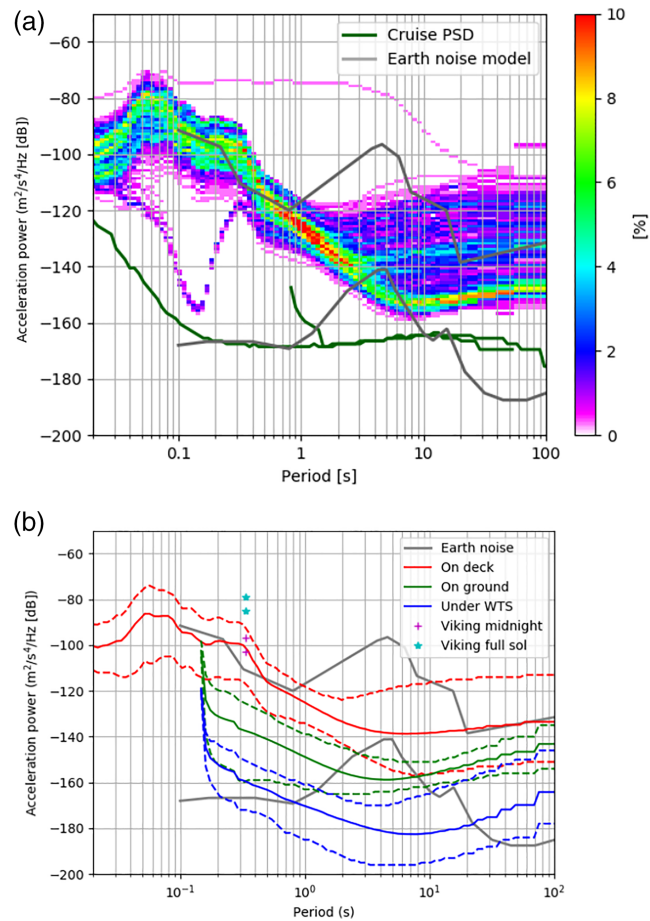 (a)
Cruise PSD
Earth noise model
−60
−80
−100
−120
−140
−160
−180
−200
Acceleration power (m²/s⁴/Hz [dB])
0.1
1
10
100
Period [s]
10
8
6
4
2
0
[%]
(b)
Earth noise
On deck
On ground
Under WTS
Viking midnight
Viking full sol
−60
−80
−100
−120
−140
−160
−180
−200
Acceleration power (m²/s⁴/Hz [dB])
10⁻¹
10⁰
10¹
10²
Period (s)